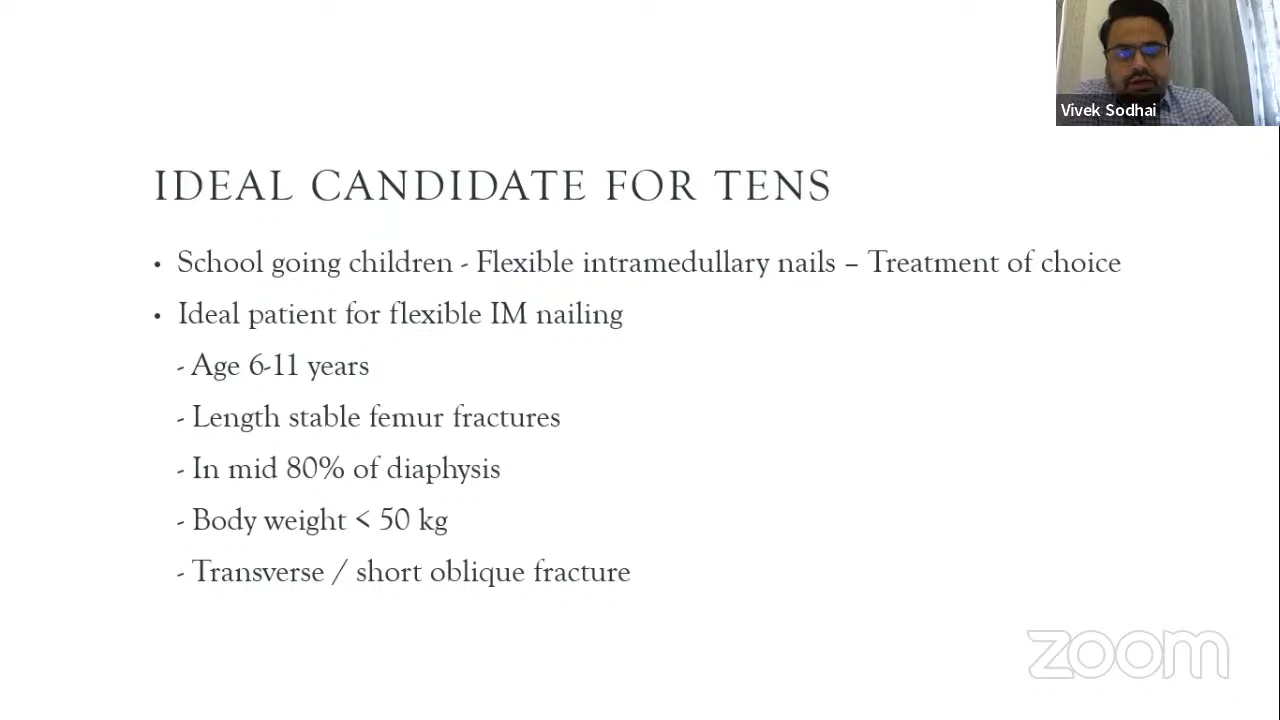 Vivek Sodhai
IDEAL CANDIDATE FOR TENS
• School going children - Flexible intramedullary nails – Treatment of choice
• Ideal patient for flexible IM nailing
- Age 6-11 years
- Length stable femur fractures
- In mid 80% of diaphysis
- Body weight < 50 kg
- Transverse / short oblique fracture
zoom